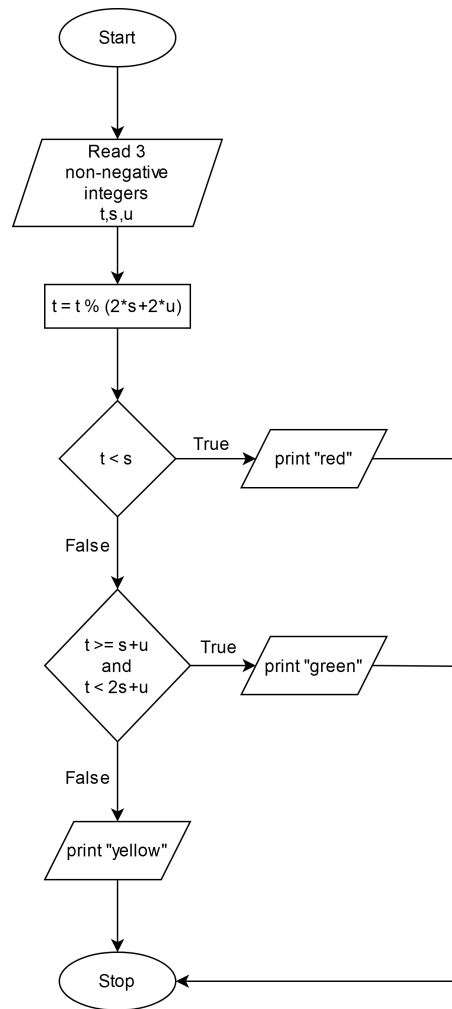 Start
Read 3
non-negative
integers
t,s,u
t = t % (2*s+2*u)
t < s
True
print "red"
False
t >= s+u
and
t < 2s+u
True
print "green"
False
print "yellow"
Stop